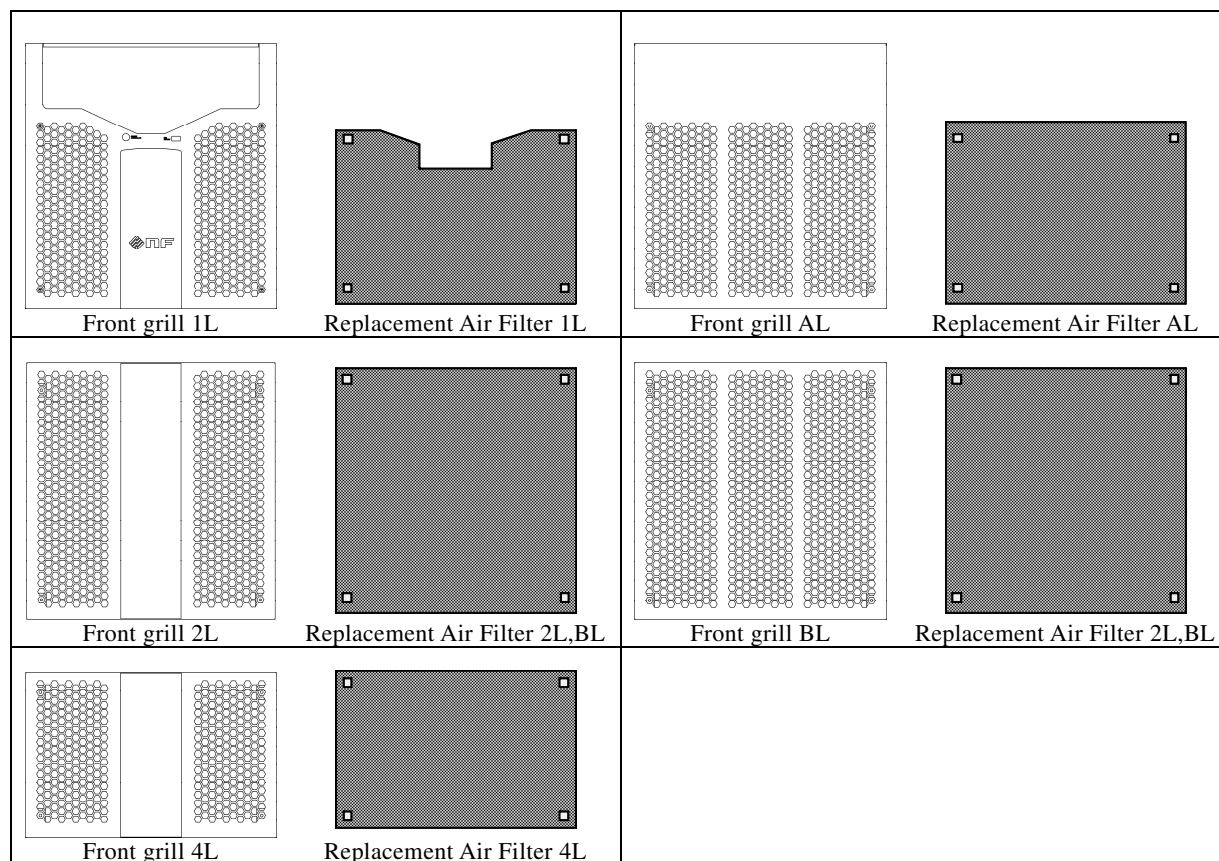 nF
Front grill 1L
Replacement Air Filter 1L
Front grill AL
Replacement Air Filter AL
Front grill 2L
Replacement Air Filter 2L,BL
Front grill BL
Replacement Air Filter 2L,BL
Front grill 4L
Replacement Air Filter 4L